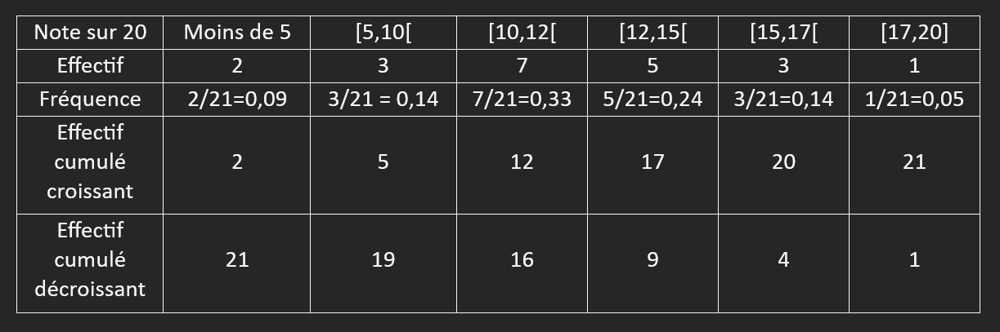 Note sur 20 Moins de 5 [5,10[ [10,12[ [12,15[ [15,17[ [17,20]
Effectif 2 3 7 5 3 1
Fréquence 2/21=0,09 3/21 = 0,14 7/21=0,33 5/21=0,24 3/21=0,14 1/21=0,05
Effectif
cumulé
croissant
2 5 12 17 20 21
Effectif
cumulé
décroissant
21 19 16 9 4 1